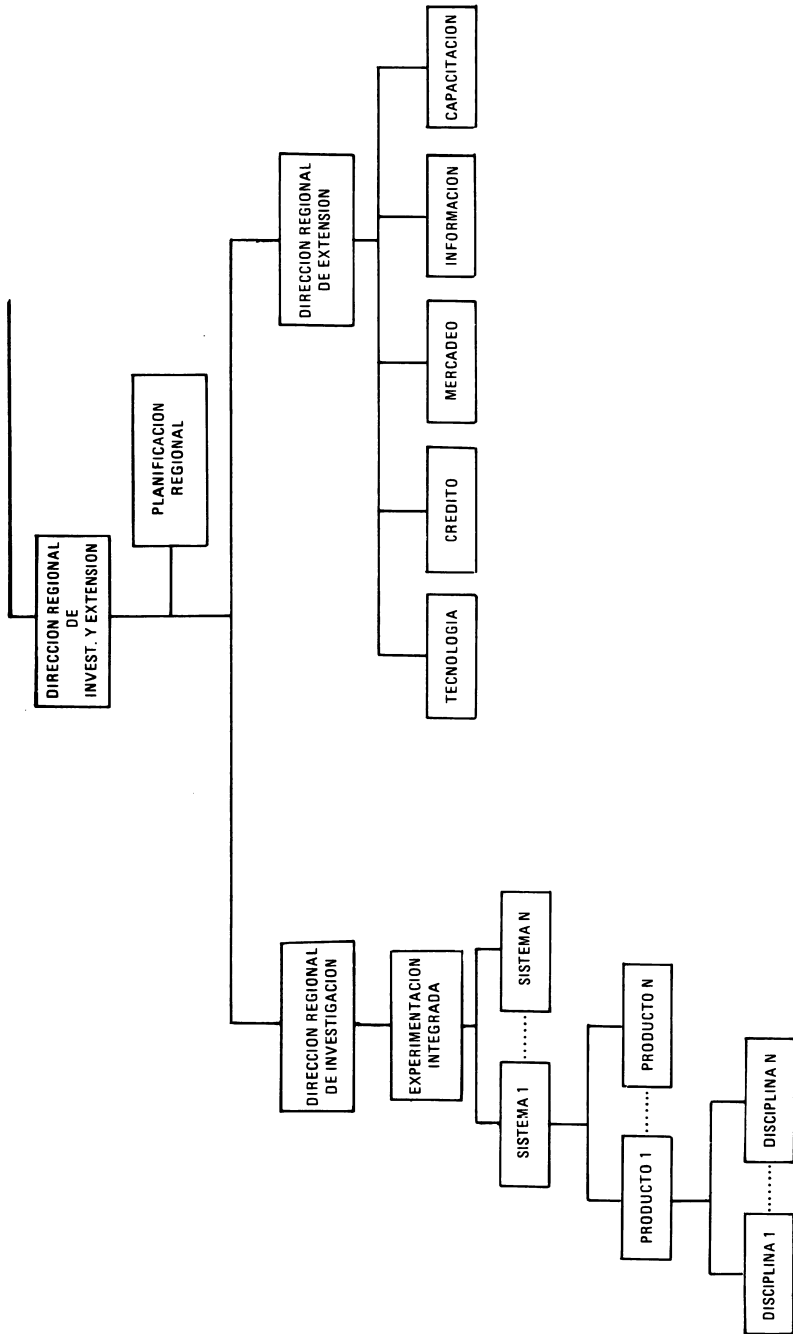 DIRECCION REGIONAL
DE
INVEST. Y EXTENSION
PLANIFICACION
REGIONAL
DIRECCION REGIONAL
DE INVESTIGACION
DIRECCION REGIONAL
DE EXTENSION
EXPERIMENTACION
INTEGRADA
TECNOLOGIA
CREDITO
MERCADEO
INFORMACION
CAPACITACION
SISTEMA 1
SISTEMA N
PRODUCTO 1
PRODUCTO N
DISCIPLINA 1
DISCIPLINA N